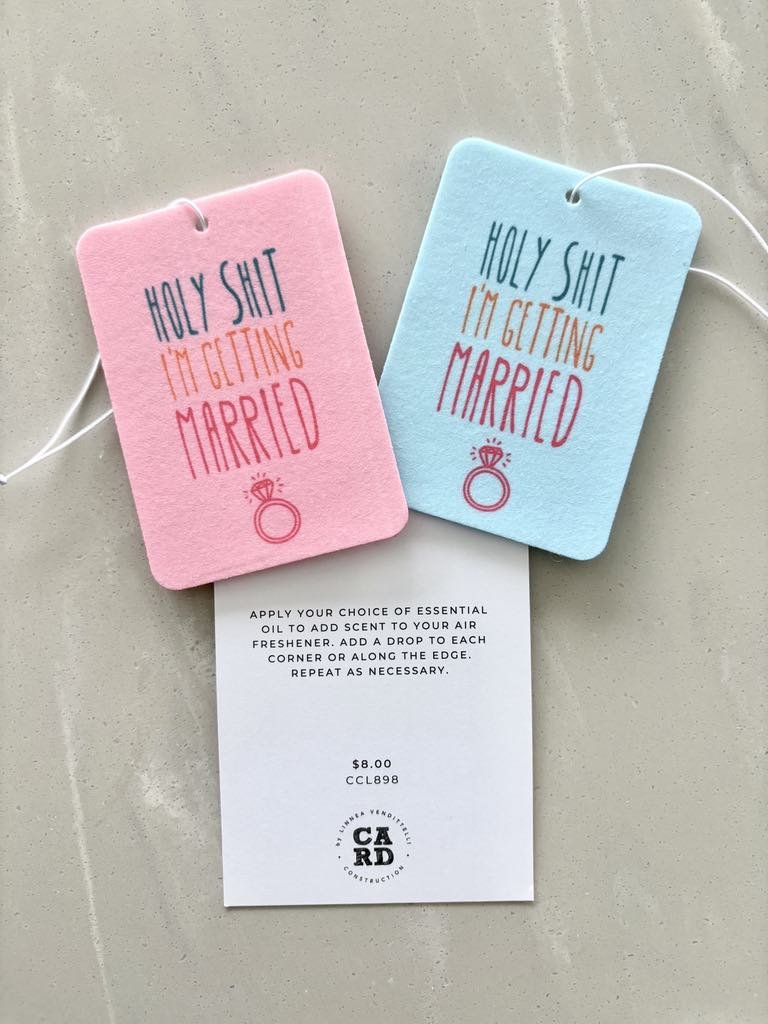 HOLY SHIT
I'M GETTING
MARRIED
HOLY SHIT
I'M GETTING
MARRIED
APPLY YOUR CHOICE OF ESSENTIAL
OIL TO ADD SCENT TO YOUR AIR
FRESHENER. ADD A DROP TO EACH
CORNER OR ALONG THE EDGE.
REPEAT AS NECESSARY.
$8.00
CCL898
BY LINNEA VENDITTELLI
CA
RD
CONSTRUCTION